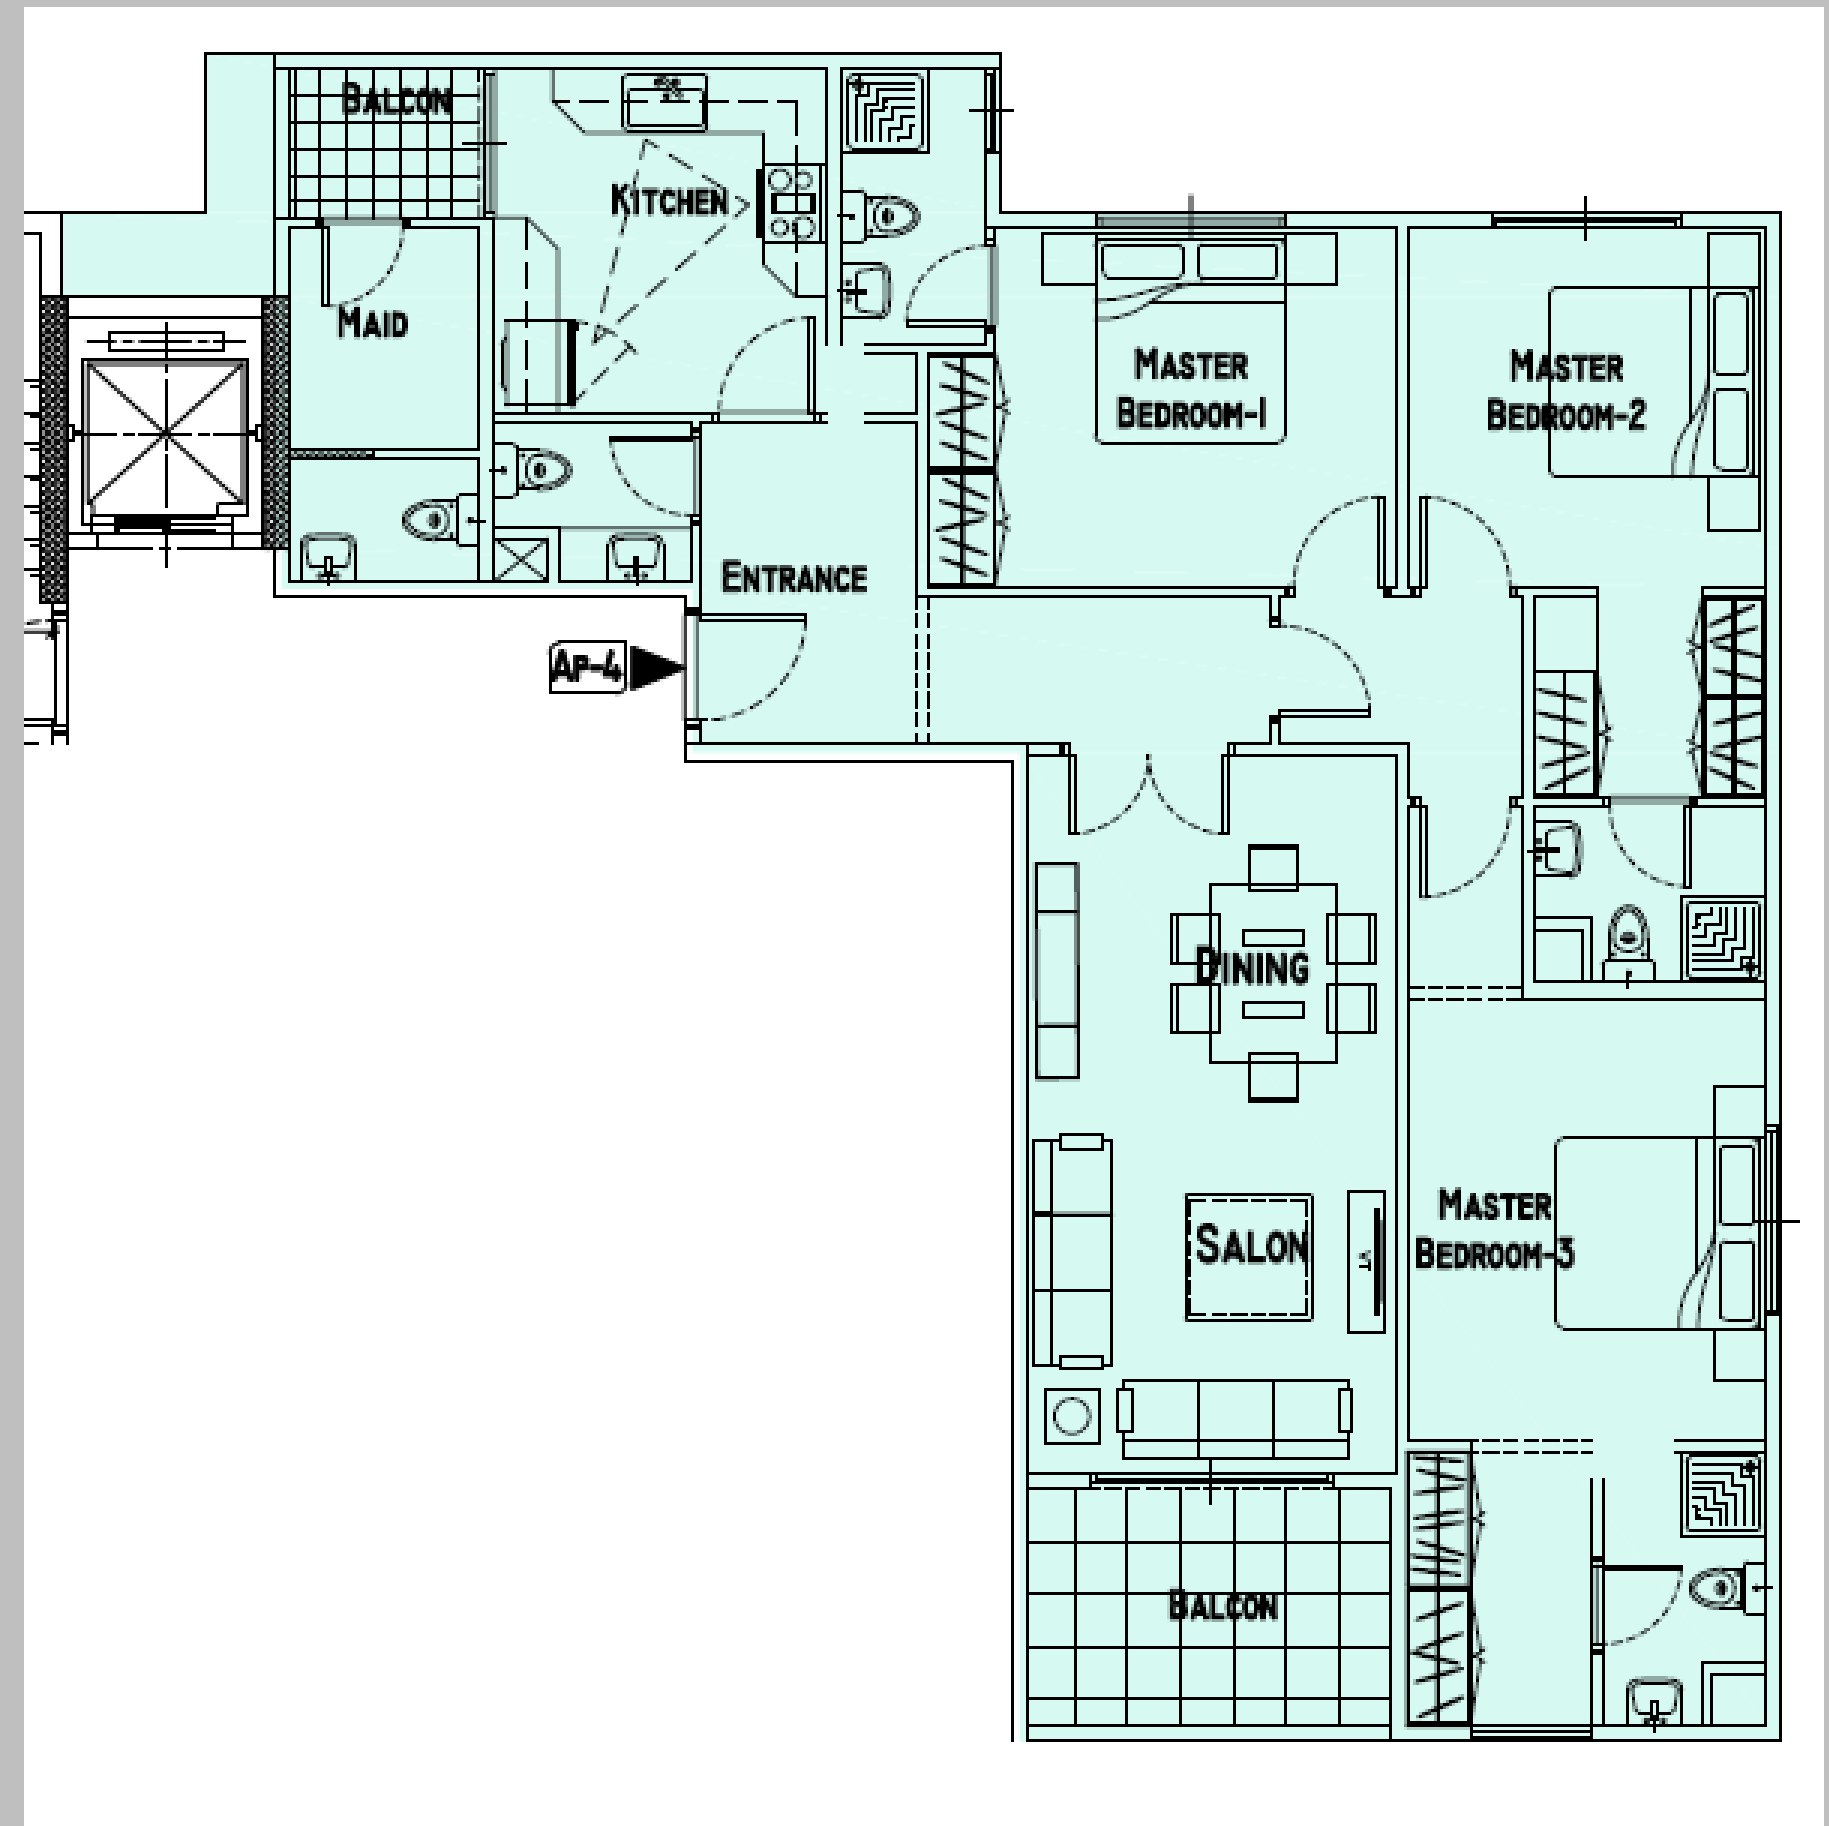 BALCON
KITCHEN
MAID
MASTER
BEDROOM-1
MASTER
BEDROOM-2
ENTRANCE
AP-4
DINING
MASTER
BEDROOM-3
SALON
BALCON